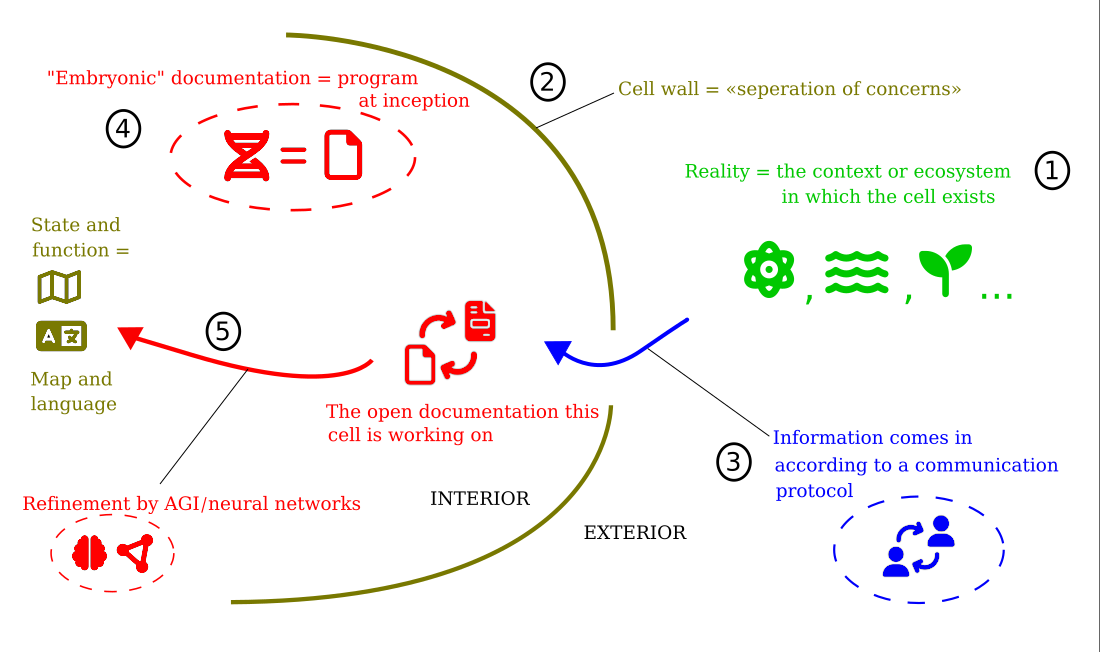 "Embryonic" documentation = program
at inception
4
2
Cell wall = «seperation of concerns»
Reality = the context or ecosystem
in which the cell exists
1
, , ...
State and
function =
A
5
Map and
language
The open documentation this
cell is working on
3
Information comes in
according to a communication
protocol
Refinement by AGI/neural networks
INTERIOR
EXTERIOR